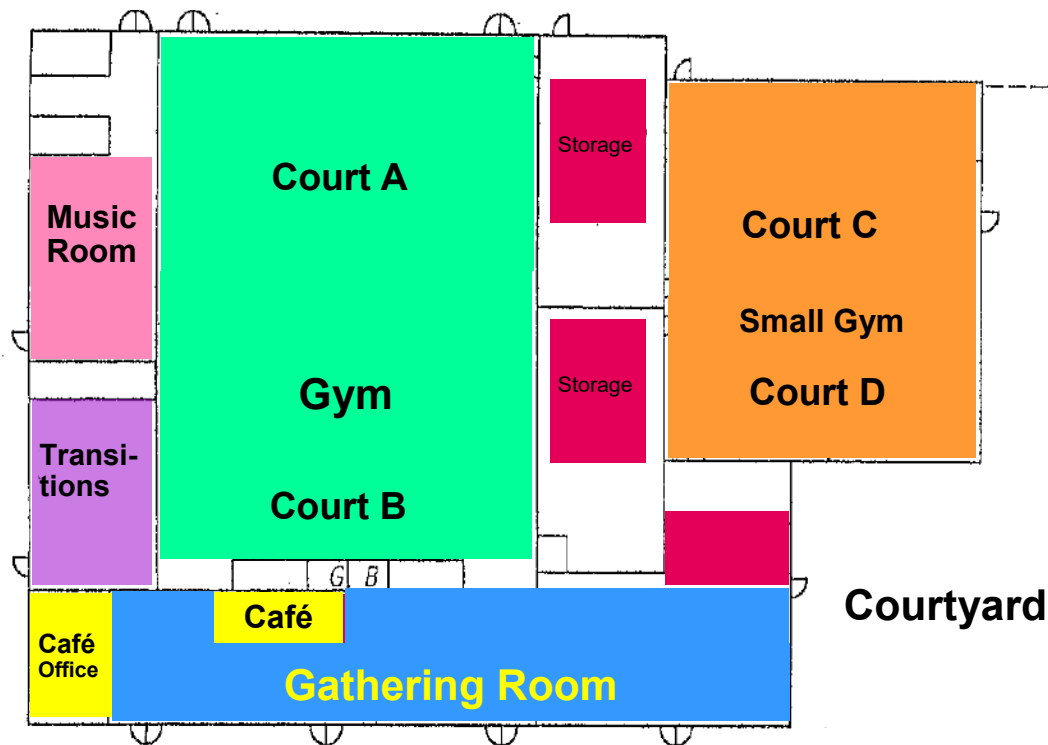 Court A
Storage
Music
Room
Court C
Small Gym
Gym
Storage
Court D
Transi-
tions
Court B
G B
Café
Café
Office
Courtyard
Gathering Room